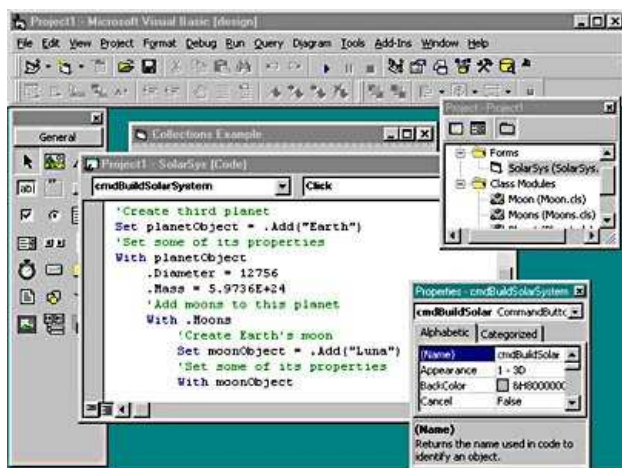 Project1 - Microsoft Visual Basic [design]
File Edit View Project Format Debug Run Query Diagram Tools Add-Ins Window Help
General
Collections Example
Project - Project1
Forms
SolarSys (SolarSys.
Class Modules
Moon (Moon.cls)
Moons (Moons.cls)
Project1 - SolarSys [Code]
cmdBuildSolarSystem Click
'Create third planet
Set planetObject = .Add("Earth")
'Set some of its properties
With planetObject
.Diameter = 12756
.Mass = 5.9736E+24
'Add moons to this planet
With .Moons
'Create Earth's moon
Set moonObject = .Add("Luna")
'Set some of its properties
With moonObject
Properties - cmdBuildSolarSystem
cmdBuildSolar CommandButto
Alphabetic Categorized
(Name) cmdBuildSolar
Appearance 1 - 3D
BackColor &H8000000
Cancel False
(Name)
Returns the name used in code to
identify an object.